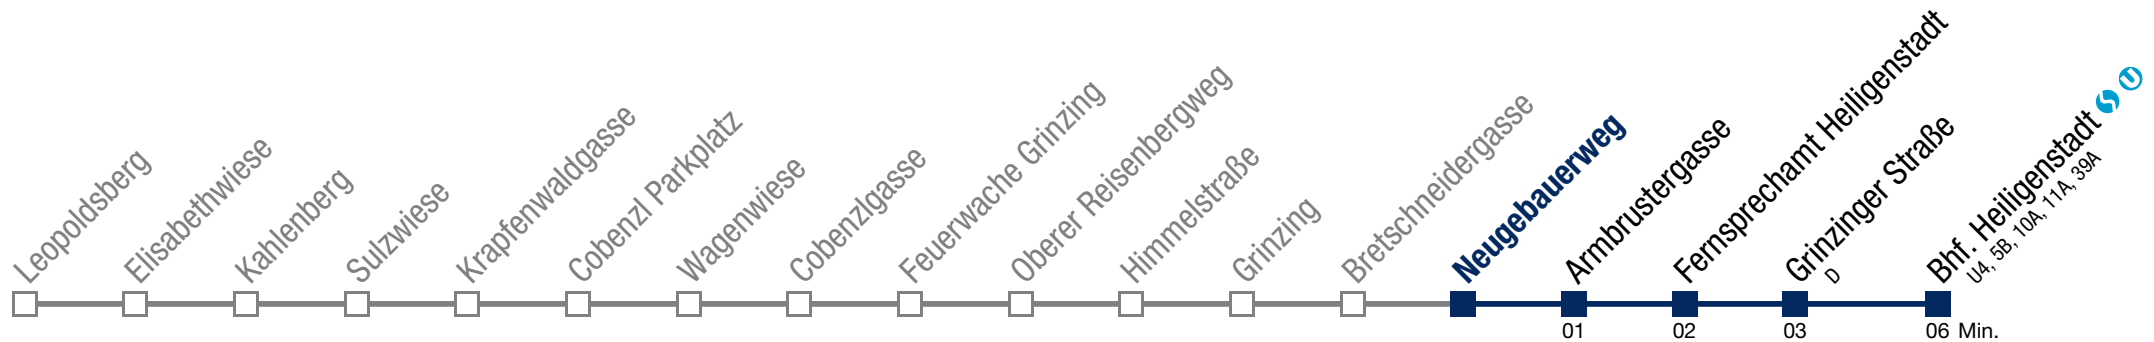 Leopoldsberg
Elisabethwiese
Kahlenberg
Sulzwiese
Krapfenwaldgasse
Cobenzl Parkplatz
Wagenwiese
Cobenzlgasse
Feuerwache Grinzing
Oberer Reisenbergweg
Himmelstraße
Grinzing
Bretschneidergasse
Neugebauerweg
Armbrustergasse
Fernsprechamt Heiligenstadt
Grinzinger Straße
D
Bhf. Heiligenstadt S U
U4, 5B, 10A, 11A, 39A
01 02 03 06 Min.